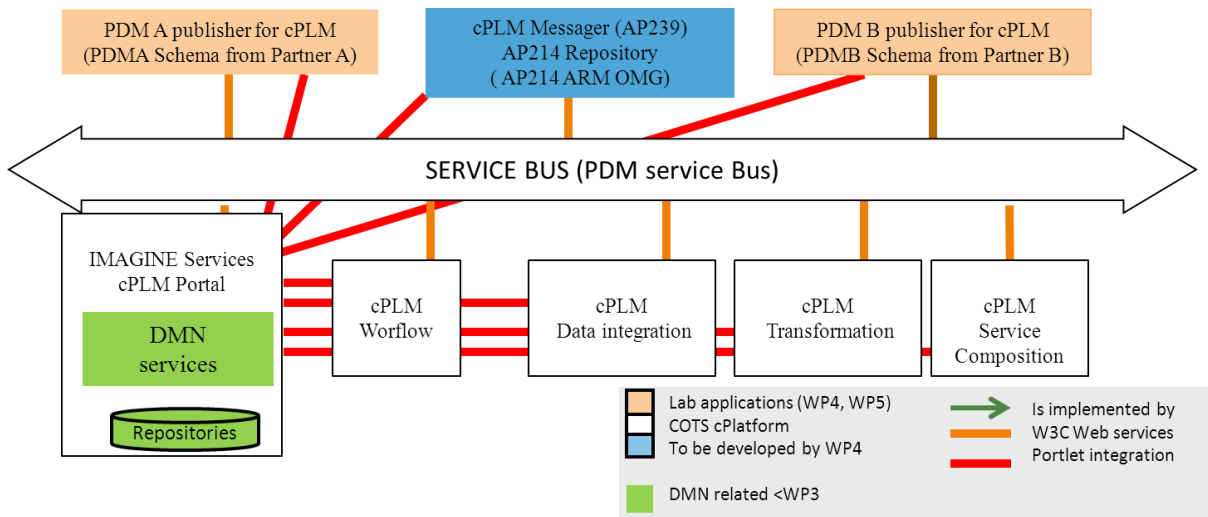 PDM A publisher for cPLM
(PDMA Schema from Partner A)
cPLM Messager (AP239)
AP214 Repository
( AP214 ARM OMG)
PDM B publisher for cPLM
(PDMB Schema from Partner B)
SERVICE BUS (PDM service Bus)
IMAGINE Services
cPLM Portal
DMN
services
Repositories
cPLM
Worflow
cPLM
Data integration
cPLM
Transformation
cPLM
Service
Composition
Lab applications (WP4, WP5)
COTS cPlatform
To be developed by WP4
DMN related <WP3
Is implemented by
W3C Web services
Portlet integration